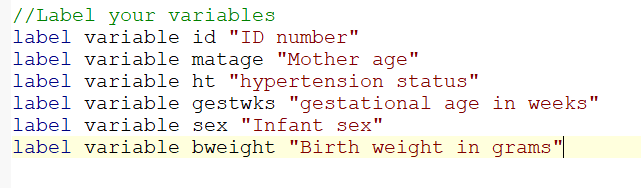 //Label your variables
label variable id "ID number"
label variable matage "Mother age"
label variable ht "hypertension status"
label variable gestwks "gestational age in weeks"
label variable sex "Infant sex"
label variable bweight "Birth weight in grams"